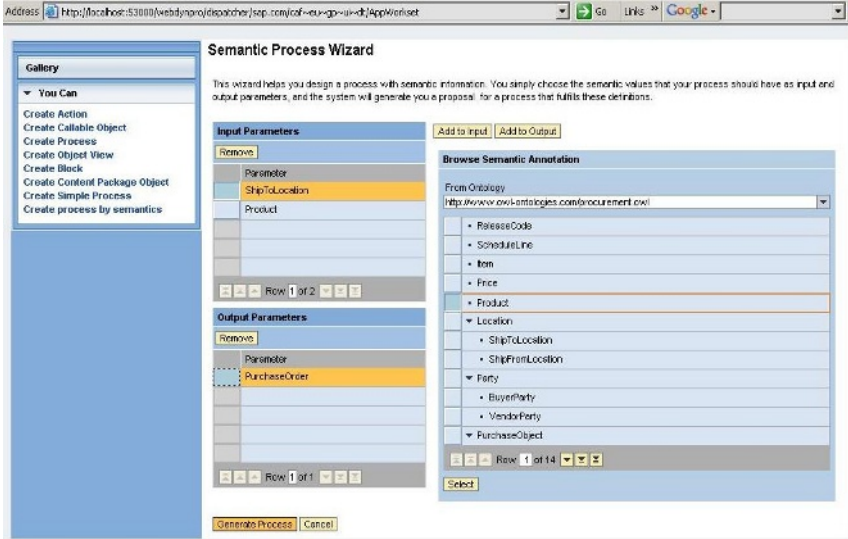 Address http://localhost:53000/webdynpro/dispatcher/sap.com/caf~eu~gp~ui~dt/AppWorkset Go Links » Google -
Gallery
You Can
Create Action
Create Callable Object
Create Process
Create Object View
Create Block
Create Content Package Object
Create Simple Process
Create process by semantics
Semantic Process Wizard
This wizard helps you design a process with semantic information. You simply choose the semantic values that your process should have as input and
output parameters, and the system will generate you a proposal for a process that fulfills these definitions.
Input Parameters
Remove
Parameter
ShipToLocation
Product
Row 1 of 2
Output Parameters
Remove
Parameter
PurchaseOrder
Row 1 of 1
Generate Process Cancel
Add to Input Add to Output
Browse Semantic Annotation
From Ontology
http://www.owl-ontologies.com/procurement.owl
ReleaseCode
ScheduleLine
Item
Price
Product
Location
ShipToLocation
ShipFromLocation
Party
BuyerParty
VendorParty
PurchaseObject
Row 1 of 14
Select